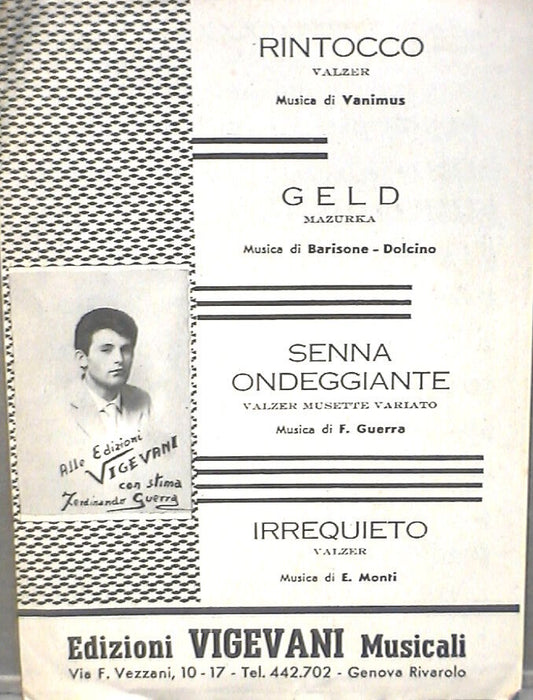 RINTOCCO
VALZER
Musica di Vanimus
GELD
MAZURKA
Musica di Barisone - Dolcino
SENNA
ONDEGGIANTE
VALZER MUSETTE VARIATO
Musica di F. Guerra
IRREQUIETO
VALZER
Musica di E. Monti
Alle Edizioni
VIGEVANI
con stima
Ferdinando Guerra
Edizioni VIGEVANI Musicali
Via F. Vezzani, 10 - 17 - Tel. 442.702 - Genova Rivarolo